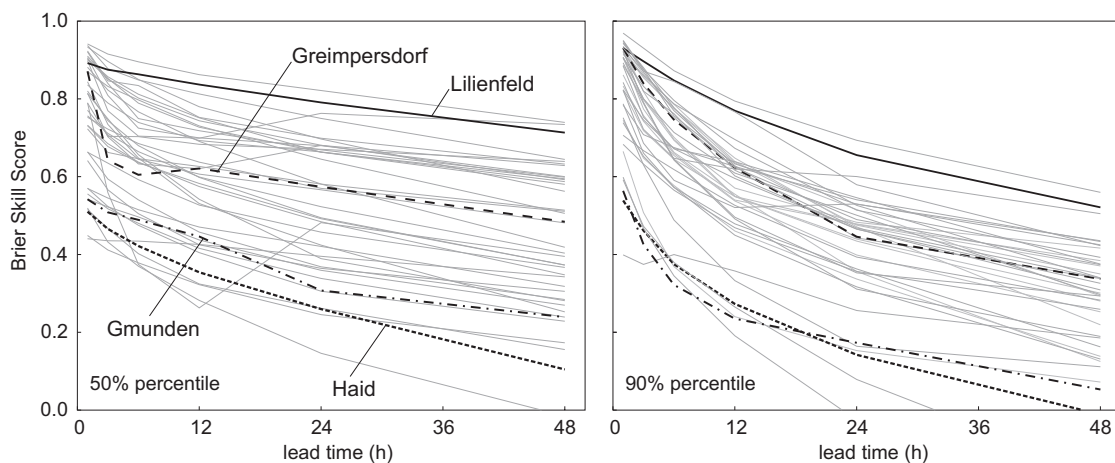 Brier Skill Score
1.0
0.8
0.6
0.4
0.2
0.0
Greimpersdorf
Lilienfeld
Gmunden
Haid
50% percentile
0 12 24 36 48
lead time (h)
90% percentile
0 12 24 36 48
lead time (h)